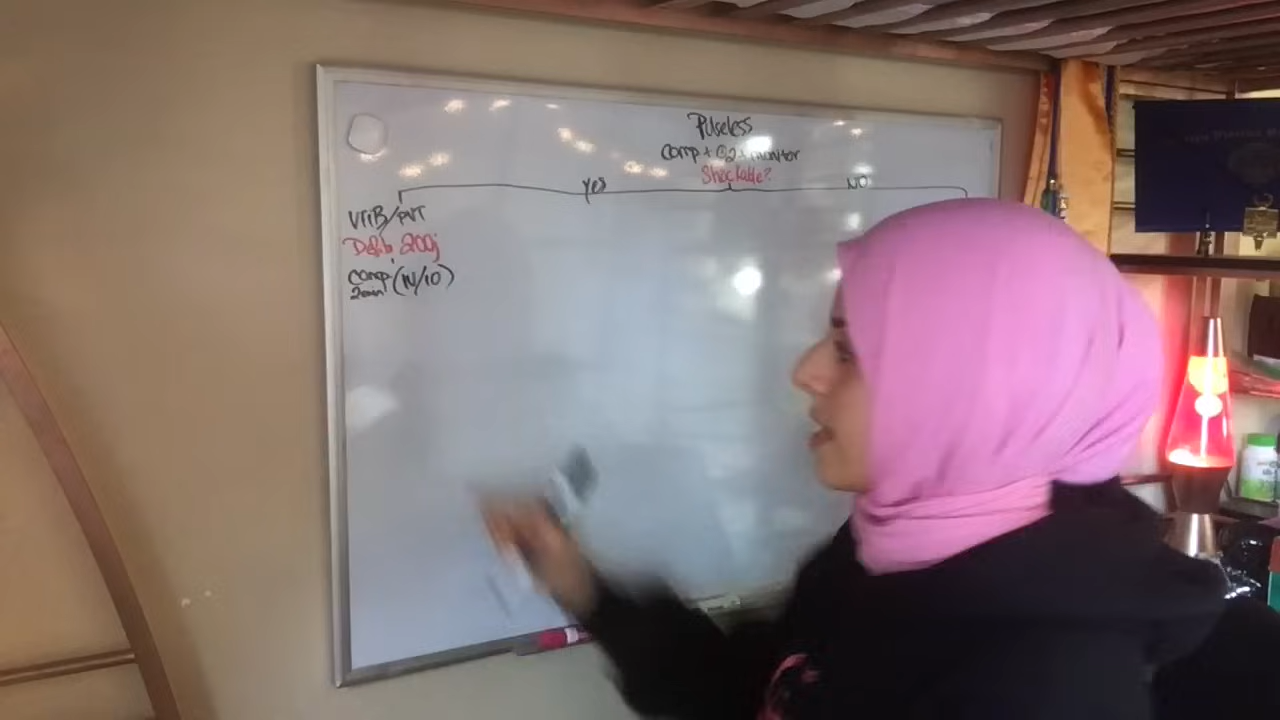 Pulseless
comp + O2 + monitor
Shockable?
yes
NO
VFIB/PVT
Defib 200j
comp (IV/IO)
2min